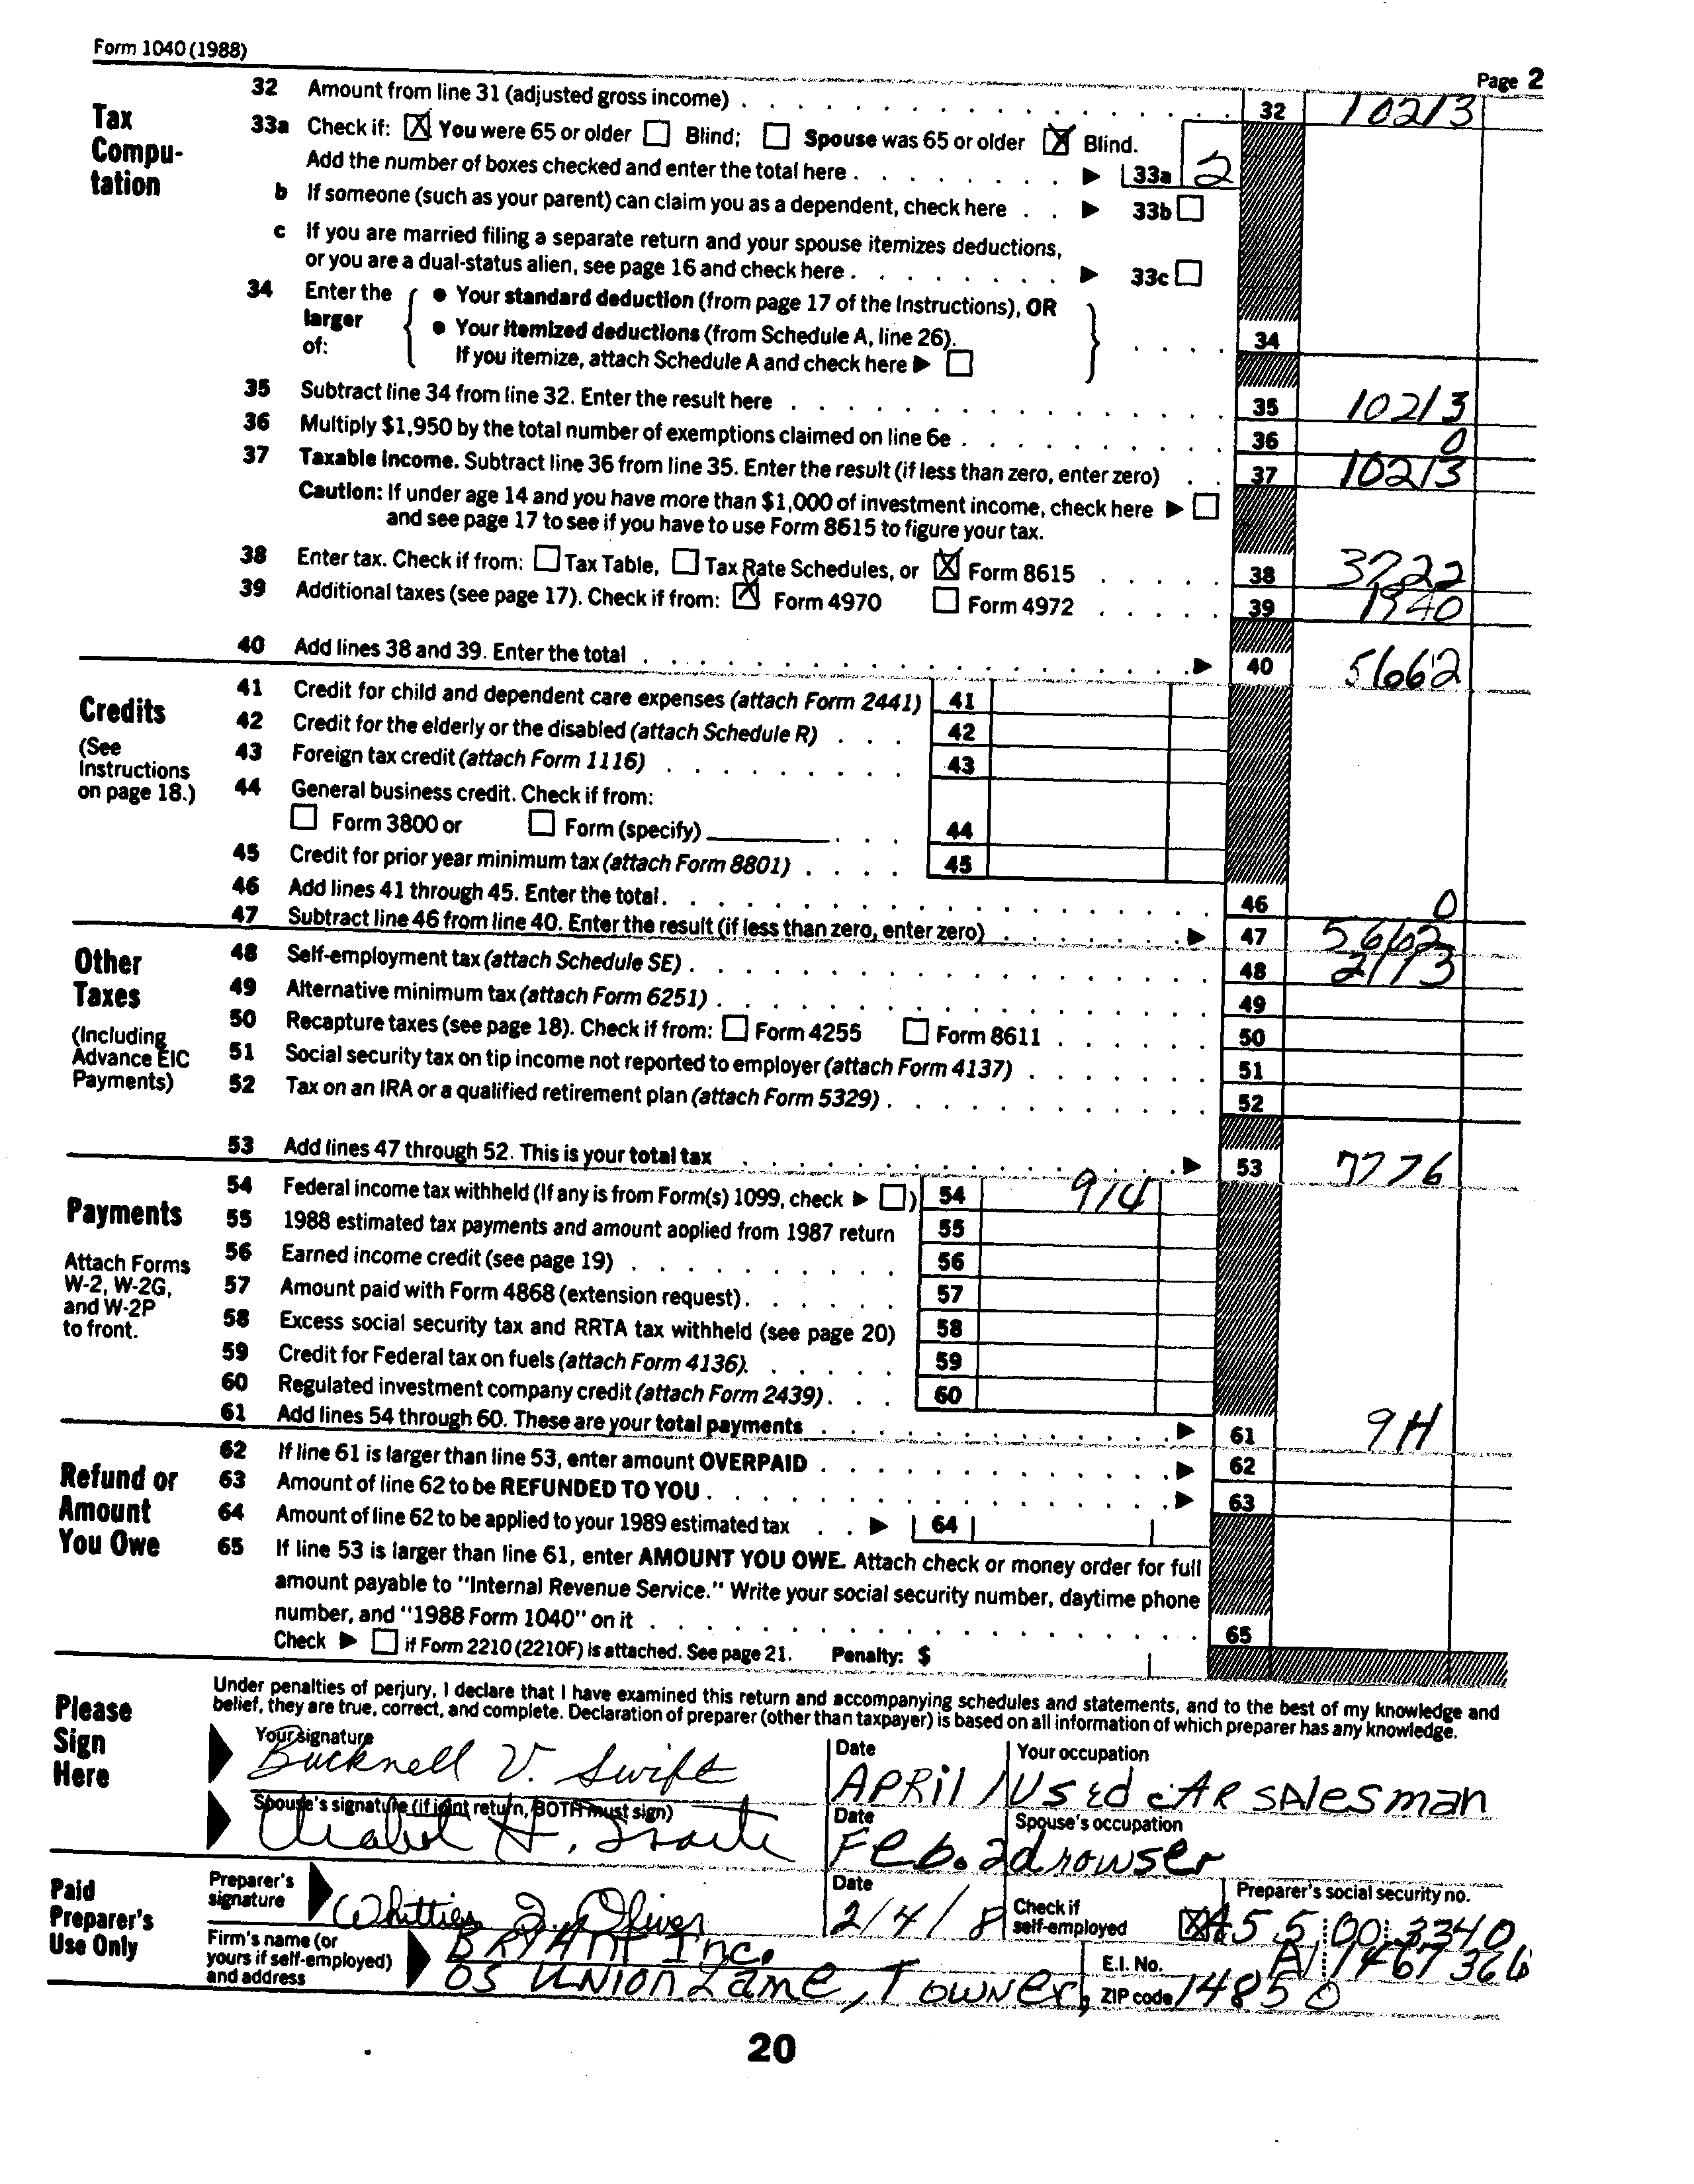 Form 1040 (1988)
Page 2
Tax Compu-tation
32 Amount from line 31 (adjusted gross income) . . . . 32 10213
33a Check if: ☒ You were 65 or older ☐ Blind; ☐ Spouse was 65 or older ☒ Blind.
Add the number of boxes checked and enter the total here . . . . ▶ 33a 2
b If someone (such as your parent) can claim you as a dependent, check here . . ▶ 33b ☐
c If you are married filing a separate return and your spouse itemizes deductions,
or you are a dual-status alien, see page 16 and check here . . . . ▶ 33c ☐
34 Enter the larger of:
● Your standard deduction (from page 17 of the Instructions), OR
● Your itemized deductions (from Schedule A, line 26).
If you itemize, attach Schedule A and check here ▶ ☐ . . . . 34
35 Subtract line 34 from line 32. Enter the result here . . . . 35 10213
36 Multiply $1,950 by the total number of exemptions claimed on line 6e . . . . 36 0
37 Taxable income. Subtract line 36 from line 35. Enter the result (if less than zero, enter zero) . . 37 10213
Caution: If under age 14 and you have more than $1,000 of investment income, check here ▶ ☐
and see page 17 to see if you have to use Form 8615 to figure your tax.
38 Enter tax. Check if from: ☐ Tax Table, ☐ Tax Rate Schedules, or ☒ Form 8615 . . . . 38 3722
39 Additional taxes (see page 17). Check if from: ☒ Form 4970 ☐ Form 4972 . . . . 39 1940
40 Add lines 38 and 39. Enter the total . . . . ▶ 40 5662
Credits
(See Instructions on page 18.)
41 Credit for child and dependent care expenses (attach Form 2441) 41
42 Credit for the elderly or the disabled (attach Schedule R) . . . 42
43 Foreign tax credit (attach Form 1116) . . . . 43
44 General business credit. Check if from:
☐ Form 3800 or ☐ Form (specify) ________ . . . 44
45 Credit for prior year minimum tax (attach Form 8801) . . . . 45
46 Add lines 41 through 45. Enter the total . . . . 46 0
47 Subtract line 46 from line 40. Enter the result (if less than zero, enter zero) . . . . ▶ 47 5662
Other Taxes
(Including Advance EIC Payments)
48 Self-employment tax (attach Schedule SE) . . . . 48 2113
49 Alternative minimum tax (attach Form 6251) . . . . 49
50 Recapture taxes (see page 18). Check if from: ☐ Form 4255 ☐ Form 8611 . . . . 50
51 Social security tax on tip income not reported to employer (attach Form 4137) . . . . 51
52 Tax on an IRA or a qualified retirement plan (attach Form 5329) . . . . 52
53 Add lines 47 through 52. This is your total tax . . . . ▶ 53 7776
Payments
Attach Forms W-2, W-2G, and W-2P to front.
54 Federal income tax withheld (If any is from Form(s) 1099, check ▶ ☐) 54 914
55 1988 estimated tax payments and amount applied from 1987 return 55
56 Earned income credit (see page 19) . . . . 56
57 Amount paid with Form 4868 (extension request) . . . . 57
58 Excess social security tax and RRTA tax withheld (see page 20) 58
59 Credit for Federal tax on fuels (attach Form 4136) . . . . 59
60 Regulated investment company credit (attach Form 2439) . . . 60
61 Add lines 54 through 60. These are your total payments . . . . ▶ 61 914
Refund or Amount You Owe
62 If line 61 is larger than line 53, enter amount OVERPAID . . . . ▶ 62
63 Amount of line 62 to be REFUNDED TO YOU . . . . ▶ 63
64 Amount of line 62 to be applied to your 1989 estimated tax . . ▶ 64
65 If line 53 is larger than line 61, enter AMOUNT YOU OWE. Attach check or money order for full
amount payable to "Internal Revenue Service." Write your social security number, daytime phone
number, and "1988 Form 1040" on it . . . . 65
Check ▶ ☐ if Form 2210 (2210F) is attached. See page 21. Penalty: $
Please Sign Here
Under penalties of perjury, I declare that I have examined this return and accompanying schedules and statements, and to the best of my knowledge and
belief, they are true, correct, and complete. Declaration of preparer (other than taxpayer) is based on all information of which preparer has any knowledge.
Your signature Date Your occupation
Bucknell V. Swift APRil / Used cAR sAlesman
Spouse's signature (if joint return, BOTH must sign) Date Spouse's occupation
Feb. 2 drowser
Paid Preparer's Use Only
Preparer's signature Whittier J. Oliver Date 2/4/8 Check if self-employed ☒ Preparer's social security no. A55 00 3340
Firm's name (or yours if self-employed) and address BRYAnT Inc. E.I. No. A1 1467366
05 UNION Lame, Towner, ZIP code 14850
20